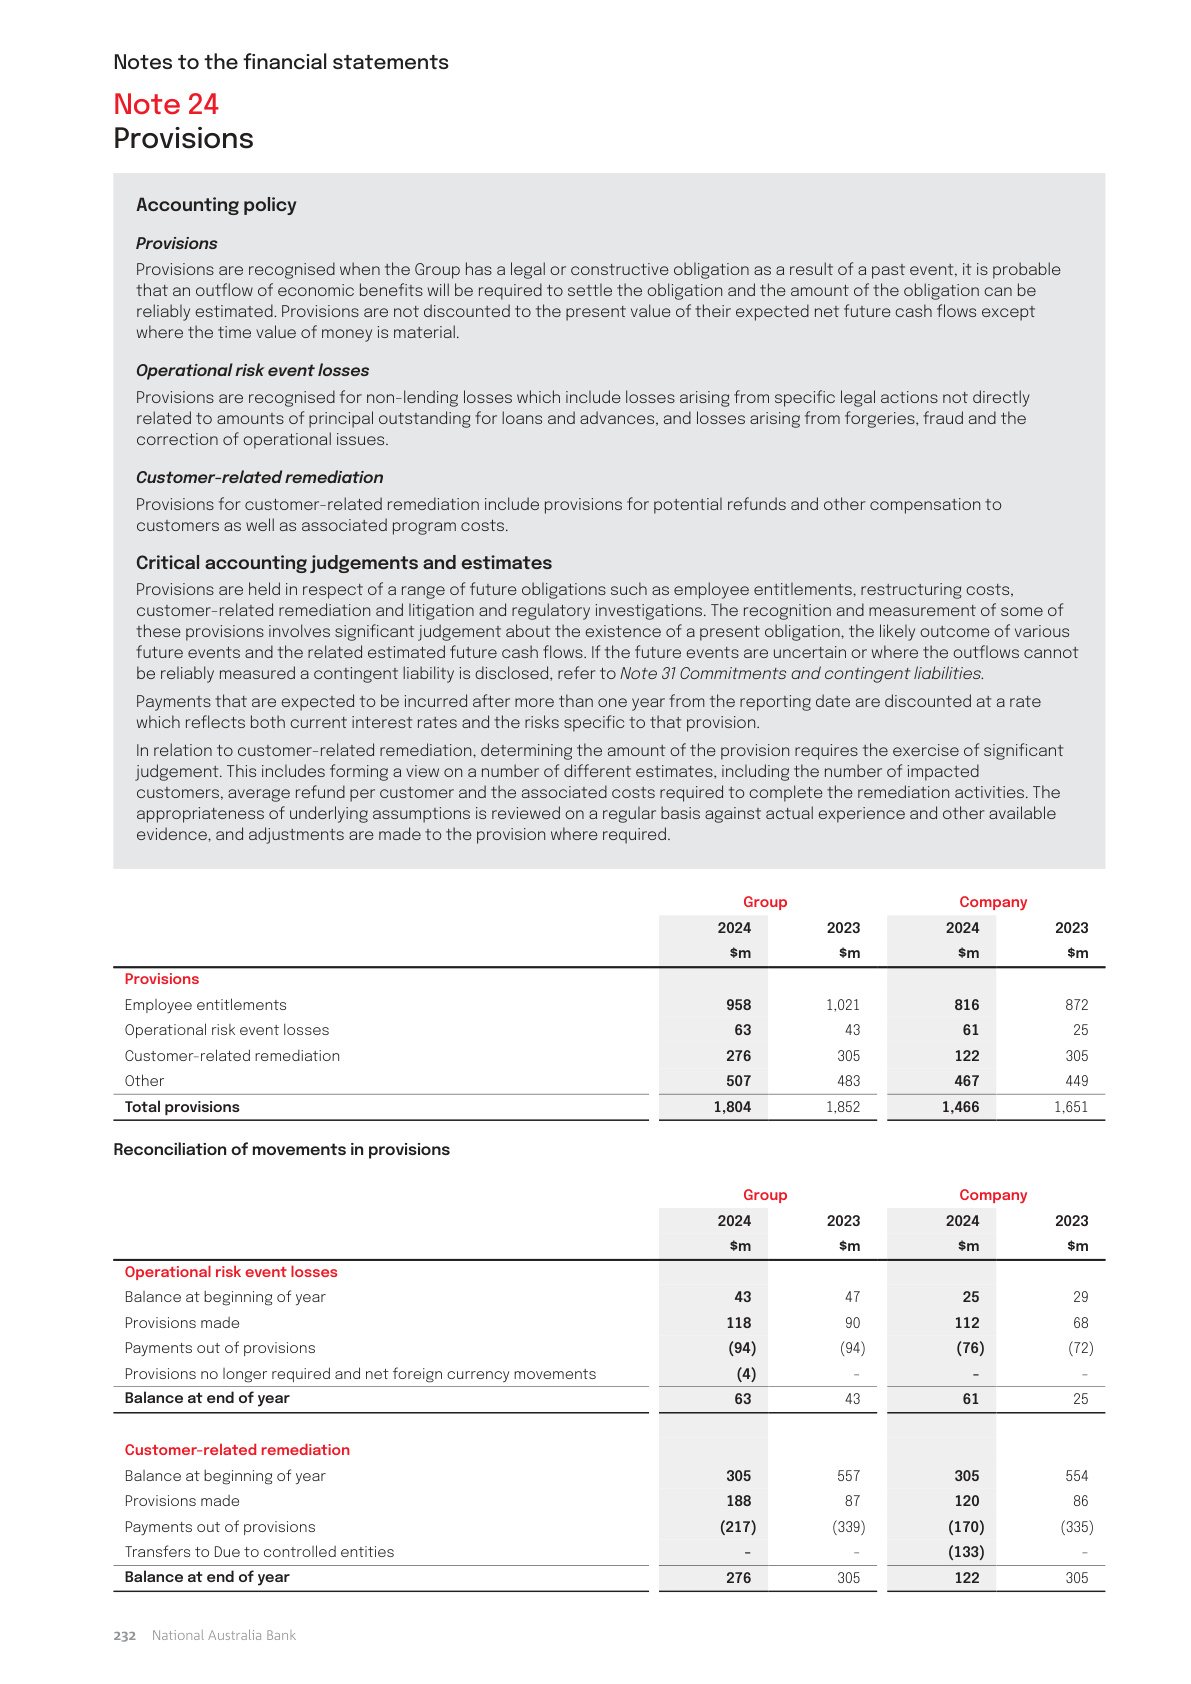 Notes to the financial statements
Note 24
Provisions
Accounting policy
Provisions
Provisions are recognised when the Group has a legal or constructive obligation as a result of a past event, it is probable
that an outflow of economic benefits will be required to settle the obligation and the amount of the obligation can be
reliably estimated. Provisions are not discounted to the present value of their expected net future cash flows except
where the time value of money is material.
Operational risk event losses
Provisions are recognised for non-lending losses which include losses arising from specific legal actions not directly
related to amounts of principal outstanding for loans and advances, and losses arising from forgeries, fraud and the
correction of operational issues.
Customer-related remediation
Provisions for customer-related remediation include provisions for potential refunds and other compensation to
customers as well as associated program costs.
Critical accounting judgements and estimates
Provisions are held in respect of a range of future obligations such as employee entitlements, restructuring costs,
customer-related remediation and litigation and regulatory investigations. The recognition and measurement of some of
these provisions involves significant judgement about the existence of a present obligation, the likely outcome of various
future events and the related estimated future cash flows. If the future events are uncertain or where the outflows cannot
be reliably measured a contingent liability is disclosed, refer to Note 31 Commitments and contingent liabilities.
Payments that are expected to be incurred after more than one year from the reporting date are discounted at a rate
which reflects both current interest rates and the risks specific to that provision.
In relation to customer-related remediation, determining the amount of the provision requires the exercise of significant
judgement. This includes forming a view on a number of different estimates, including the number of impacted
customers, average refund per customer and the associated costs required to complete the remediation activities. The
appropriateness of underlying assumptions is reviewed on a regular basis against actual experience and other available
evidence, and adjustments are made to the provision where required.
Group Company
2024 2023 2024 2023
$m $m $m $m
Provisions
Employee entitlements 958 1,021 816 872
Operational risk event losses 63 43 61 25
Customer-related remediation 276 305 122 305
Other 507 483 467 449
Total provisions 1,804 1,852 1,466 1,651
Reconciliation of movements in provisions
Group Company
2024 2023 2024 2023
$m $m $m $m
Operational risk event losses
Balance at beginning of year 43 47 25 29
Provisions made 118 90 112 68
Payments out of provisions (94) (94) (76) (72)
Provisions no longer required and net foreign currency movements (4) – – –
Balance at end of year 63 43 61 25
Customer-related remediation
Balance at beginning of year 305 557 305 554
Provisions made 188 87 120 86
Payments out of provisions (217) (339) (170) (335)
Transfers to Due to controlled entities – – (133) –
Balance at end of year 276 305 122 305
232 National Australia Bank